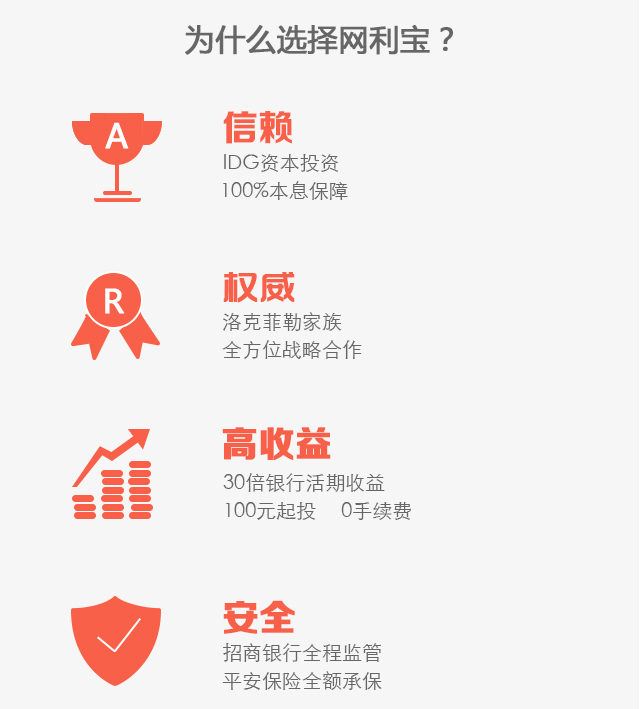 为什么选择网利宝？
A
信赖
IDG资本投资
100%本息保障
R
权威
洛克菲勒家族
全方位战略合作
高收益
30倍银行活期收益
100元起投 0手续费
安全
招商银行全程监管
平安保险全额承保